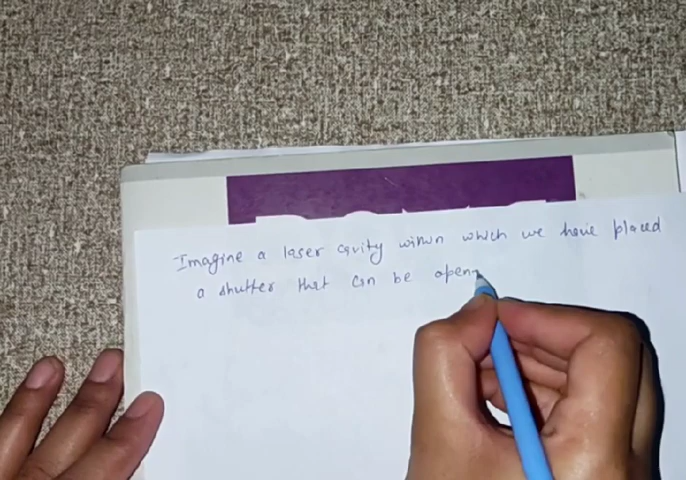 Imagine a laser cavity within which we have placed
a shutter that can be open